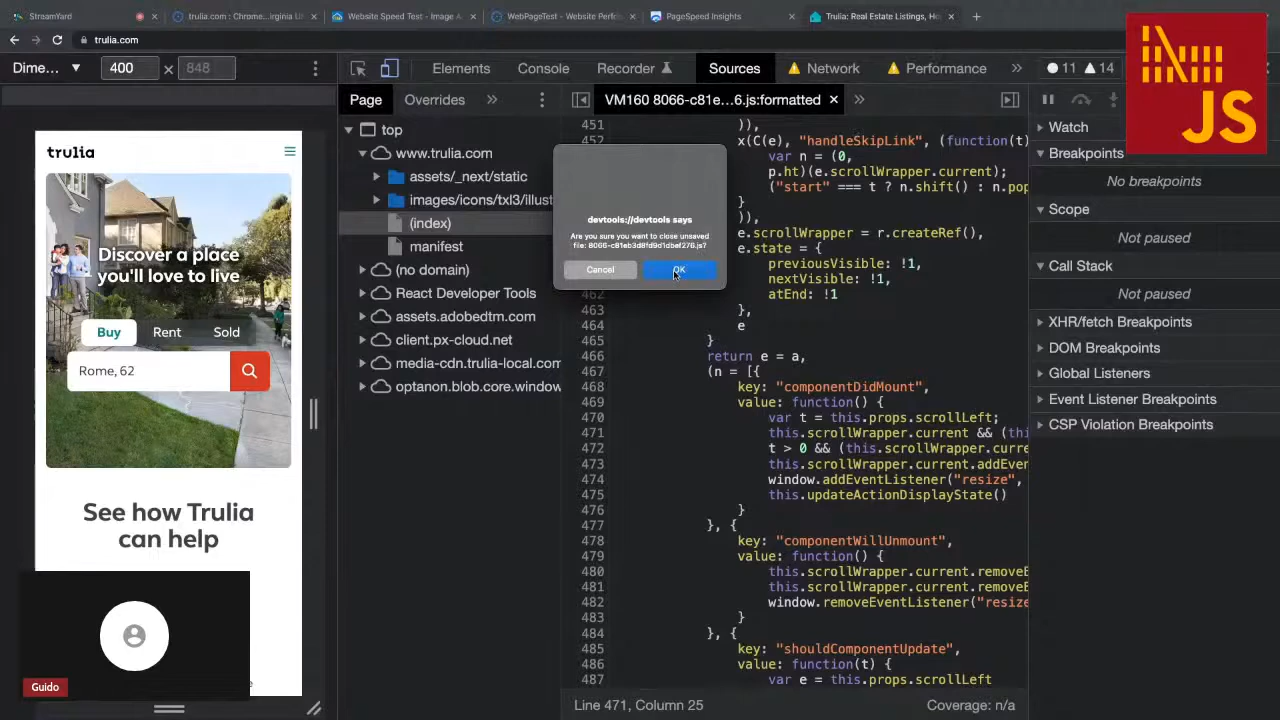 StreamYard
trulia.com : Chrome...irginia U
Website Speed Test - Image A
WebPageTest - Website Perfo
PageSpeed Insights
Trulia: Real Estate Listings, Ho
trulia.com
Dime...
400
848
Elements
Console
Recorder
Sources
Network
Performance
11
14
Page
Overrides
VM160 8066-c81e...6.js:formatted
JS
top
www.trulia.com
assets/_next/static
images/icons/txl3/illust
(index)
manifest
(no domain)
React Developer Tools
assets.adobedtm.com
client.px-cloud.net
media-cdn.trulia-local.com
optanon.blob.core.window
trulia
Discover a place
you'll love to live
Buy
Rent
Sold
Rome, 62
See how Trulia
can help
Guido
devtools://devtools says
Are you sure you want to close unsaved
file: 8066-c81eb3d8fd9d1dbef276.js?
Cancel
OK
451
)),
452
x(C(e), "handleSkipLink", (function(t)
var n = (0,
p.ht)(e.scrollWrapper.current);
("start" === t ? n.shift() : n.pop
}
)),
e.scrollWrapper = r.createRef(),
e.state = {
previousVisible: !1,
nextVisible: !1,
462
atEnd: !1
463
},
464
e
465
}
466
return e = a,
467
(n = [{
468
key: "componentDidMount",
469
value: function() {
470
var t = this.props.scrollLeft;
471
this.scrollWrapper.current && (thi
472
t > 0 && (this.scrollWrapper.curre
473
this.scrollWrapper.current.addEven
474
window.addEventListener("resize",
475
this.updateActionDisplayState()
476
}
477
}, {
478
key: "componentWillUnmount",
479
value: function() {
480
this.scrollWrapper.current.removeE
481
this.scrollWrapper.current.removeE
482
window.removeEventListener("resize
483
}
484
}, {
485
key: "shouldComponentUpdate",
486
value: function(t) {
487
var e = this.props.scrollLeft
Line 471, Column 25
Coverage: n/a
Watch
Breakpoints
No breakpoints
Scope
Not paused
Call Stack
Not paused
XHR/fetch Breakpoints
DOM Breakpoints
Global Listeners
Event Listener Breakpoints
CSP Violation Breakpoints